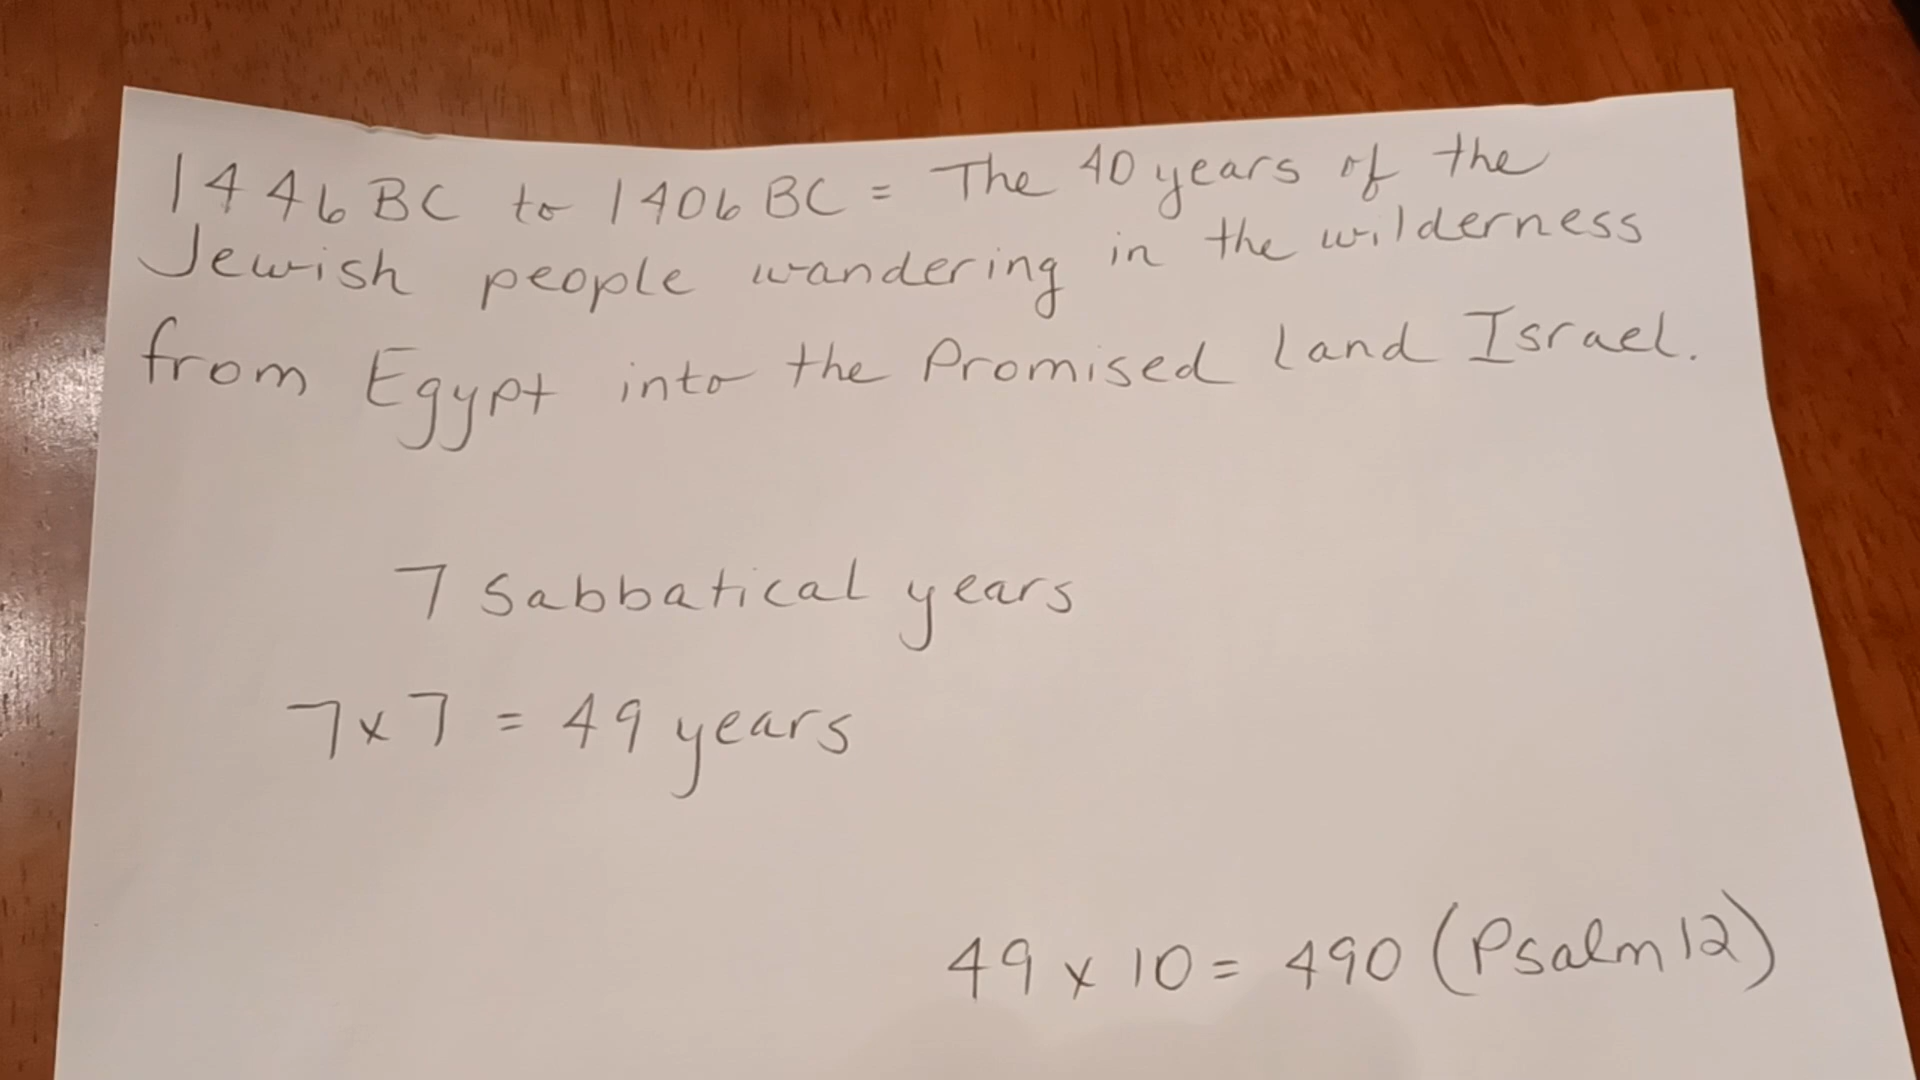 1446 BC to 1406 BC = The 40 years of the
Jewish people wandering in the wilderness
from Egypt into the Promised Land Israel.
7 Sabbatical years
7x7 = 49 years
49 x 10 = 490 (Psalm 12)